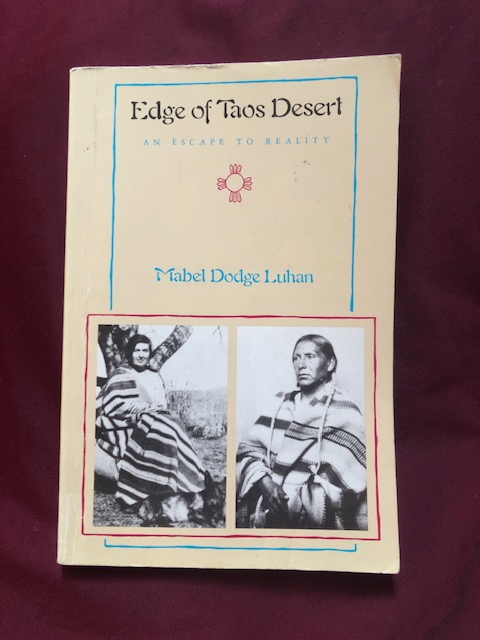 Edge of Taos Desert
AN ESCAPE TO REALITY
Mabel Dodge Luhan